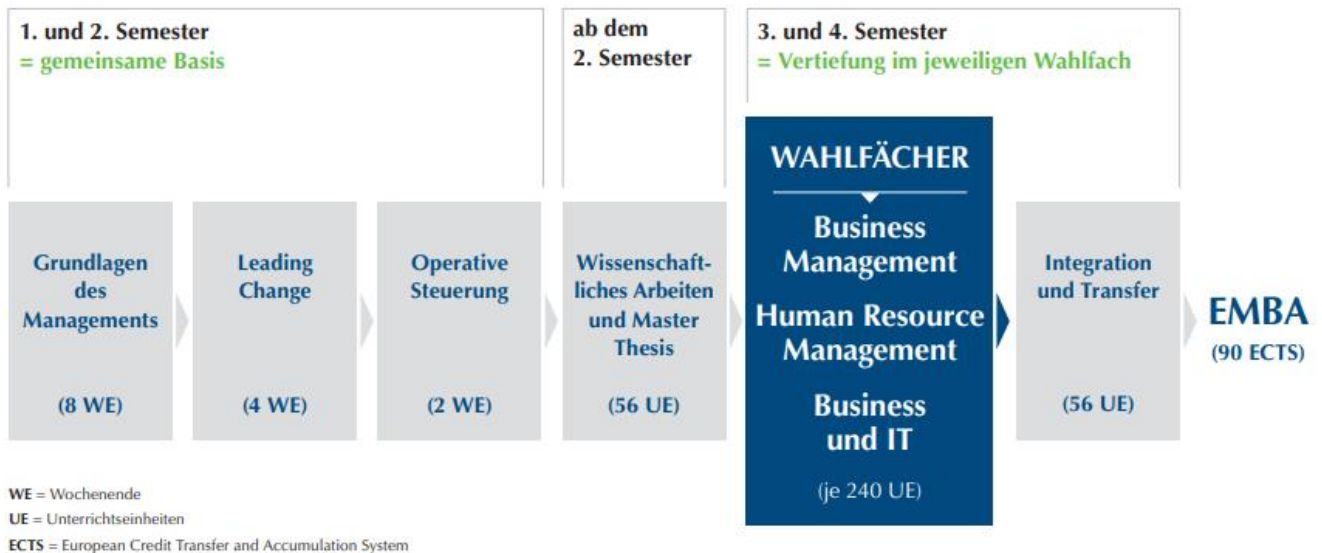 1. und 2. Semester
= gemeinsame Basis
ab dem
2. Semester
3. und 4. Semester
= Vertiefung im jeweiligen Wahlfach
Grundlagen
des
Managements
(8 WE)
Leading
Change
(4 WE)
Operative
Steuerung
(2 WE)
Wissenschaft-
liches Arbeiten
und Master
Thesis
(56 UE)
WAHLFÄCHER
Business
Management
Human Resource
Management
Business
und IT
(je 240 UE)
Integration
und Transfer
(56 UE)
EMBA
(90 ECTS)
WE = Wochenende
UE = Unterrichtseinheiten
ECTS = European Credit Transfer and Accumulation System